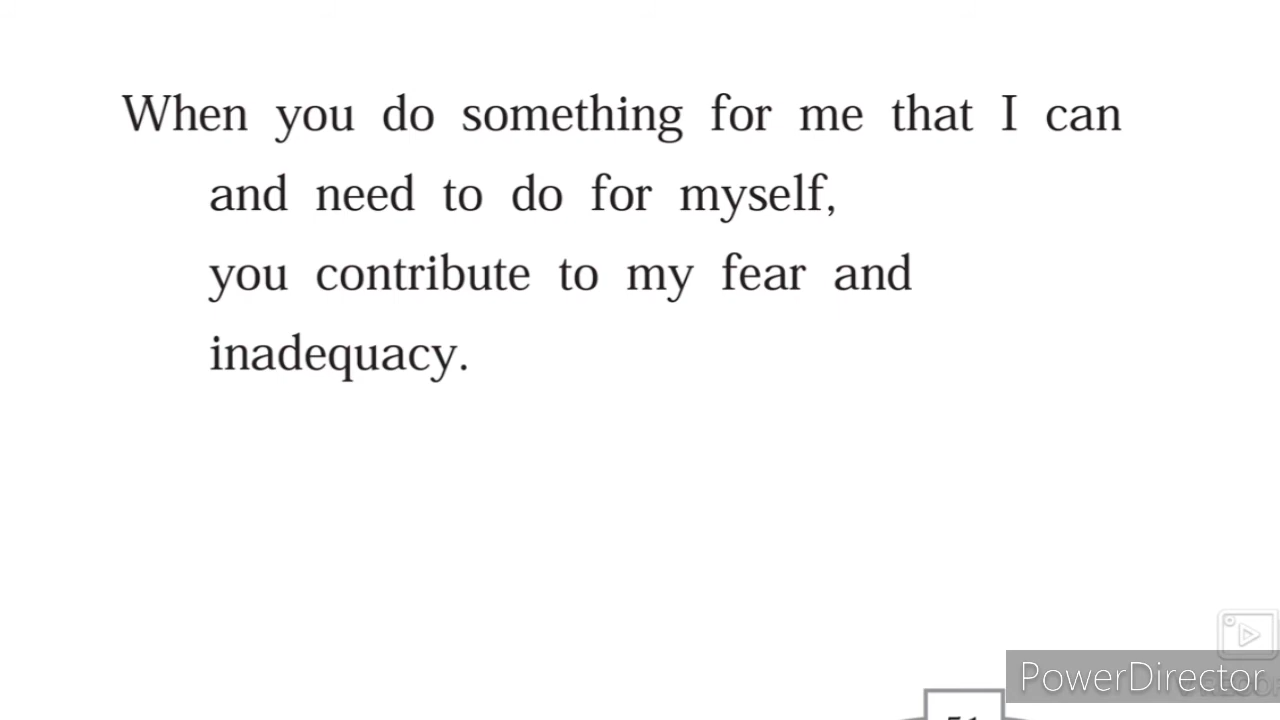 When you do something for me that I can
and need to do for myself,
you contribute to my fear and
inadequacy.
PowerDirector